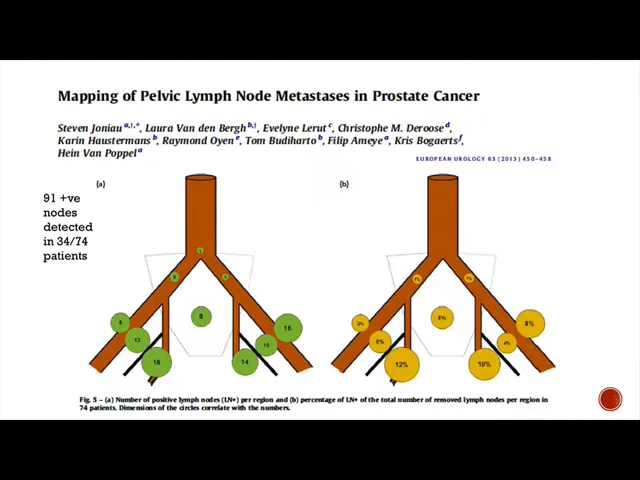 Mapping of Pelvic Lymph Node Metastases in Prostate Cancer
Steven Joniau a,†,*, Laura Van den Bergh b,†, Evelyne Lerut c, Christophe M. Deroose d,
Karin Haustermans b, Raymond Oyen e, Tom Budiharto b, Filip Ameye a, Kris Bogaerts f,
Hein Van Poppel a
EUROPEAN UROLOGY 63 (2013) 450–458
(a)
(b)
91 +ve
nodes
detected
in 34/74
patients
8
16
13
18
14
10
6%
8%
5%
4%
12%
10%
Fig. 5 – (a) Number of positive lymph nodes (LN+) per region and (b) percentage of LN+ of the total number of removed lymph nodes per region in
74 patients. Dimensions of the circles correlate with the numbers.